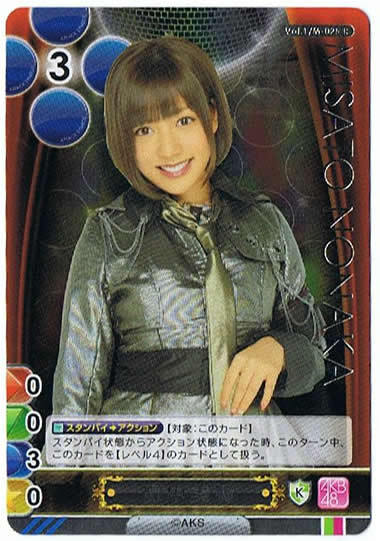 Vol.1/M-025 C
3
MISATO NONAKA
0
0
3
0
スタンバイ➡アクション 【対象:このカード】
スタンバイ状態からアクション状態になった時、このターン中、
このカードを【レベル4】のカードとして扱う。
K
AKB
48
©AKS